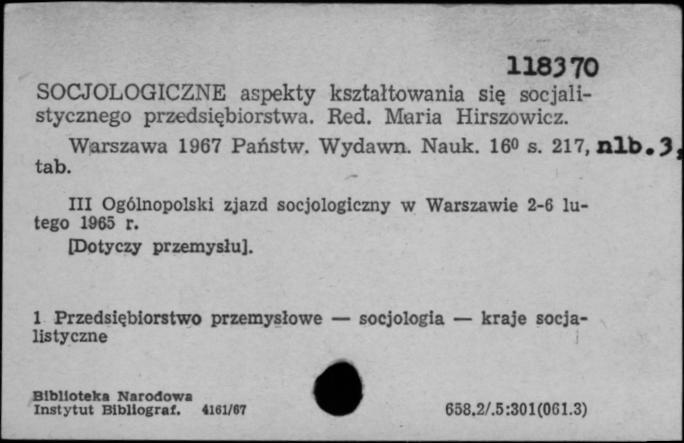 118370
SOCJOLOGICZNE aspekty kształtowania się socjali-
stycznego przedsiębiorstwa. Red. Maria Hirszowicz.
Warszawa 1967 Państw. Wydawn. Nauk. 16⁰ s. 217, nlb. 3,
tab.
III Ogólnopolski zjazd socjologiczny w Warszawie 2-6 lu-
tego 1965 r.
[Dotyczy przemysłu].
1 Przedsiębiorstwo przemysłowe — socjologia — kraje socja-
listyczne
Biblioteka Narodowa
Instytut Bibliograf. 4161/67 658.2/.5:301(061.3)